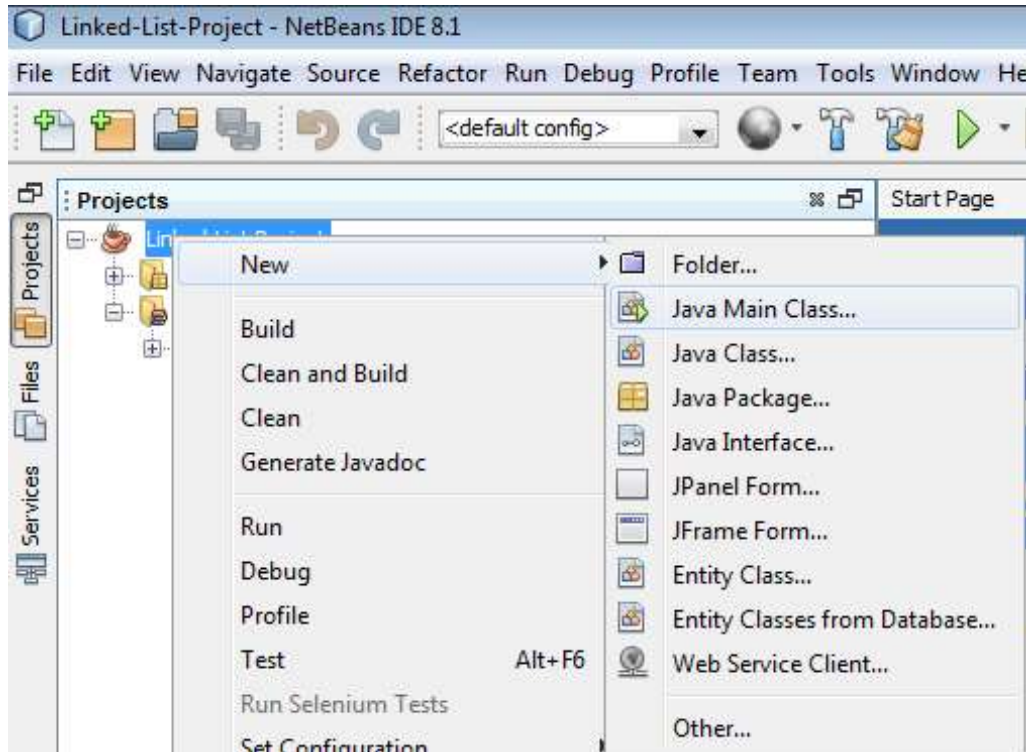 Linked-List-Project - NetBeans IDE 8.1
File Edit View Navigate Source Refactor Run Debug Profile Team Tools Window He
<default config>
Projects
Start Page
Projects
Files
Services
New
Build
Clean and Build
Clean
Generate Javadoc
Run
Debug
Profile
Test Alt+F6
Run Selenium Tests
Set Configuration
Folder...
Java Main Class...
Java Class...
Java Package...
Java Interface...
JPanel Form...
JFrame Form...
Entity Class...
Entity Classes from Database...
Web Service Client...
Other...